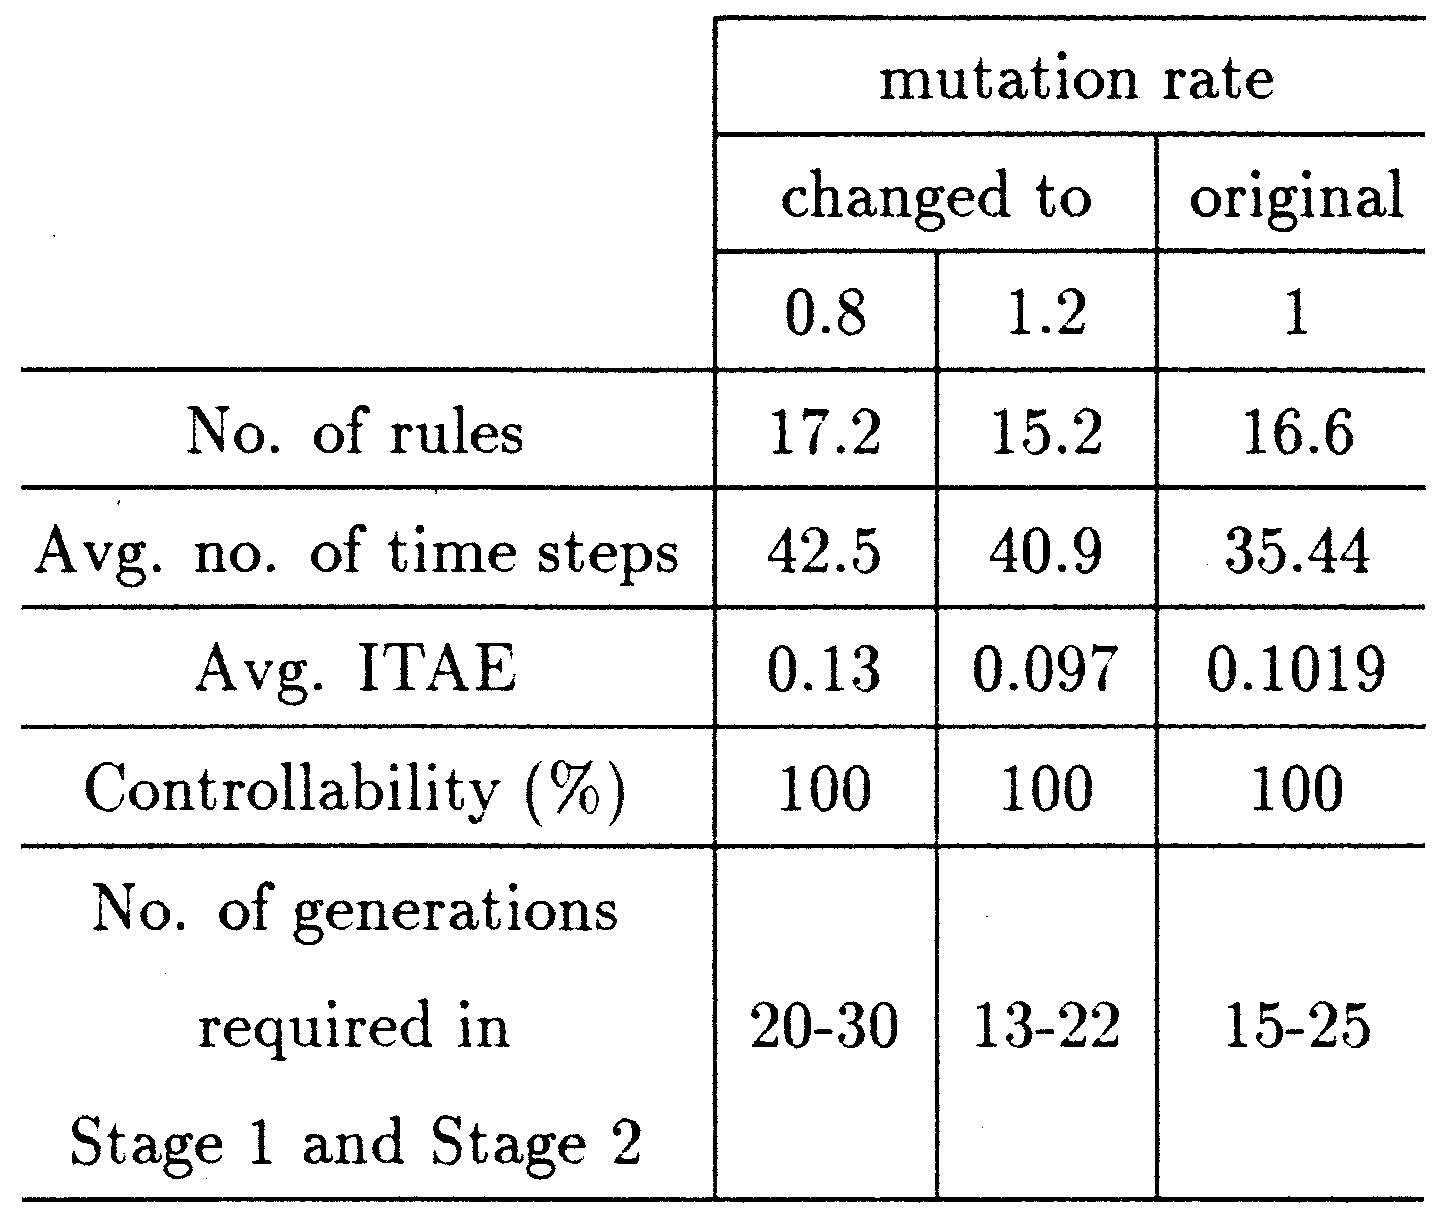 mutation rate
changed to original
0.8 1.2 1
No. of rules 17.2 15.2 16.6
Avg. no. of time steps 42.5 40.9 35.44
Avg. ITAE 0.13 0.097 0.1019
Controllability (%) 100 100 100
No. of generations
required in 20-30 13-22 15-25
Stage 1 and Stage 2